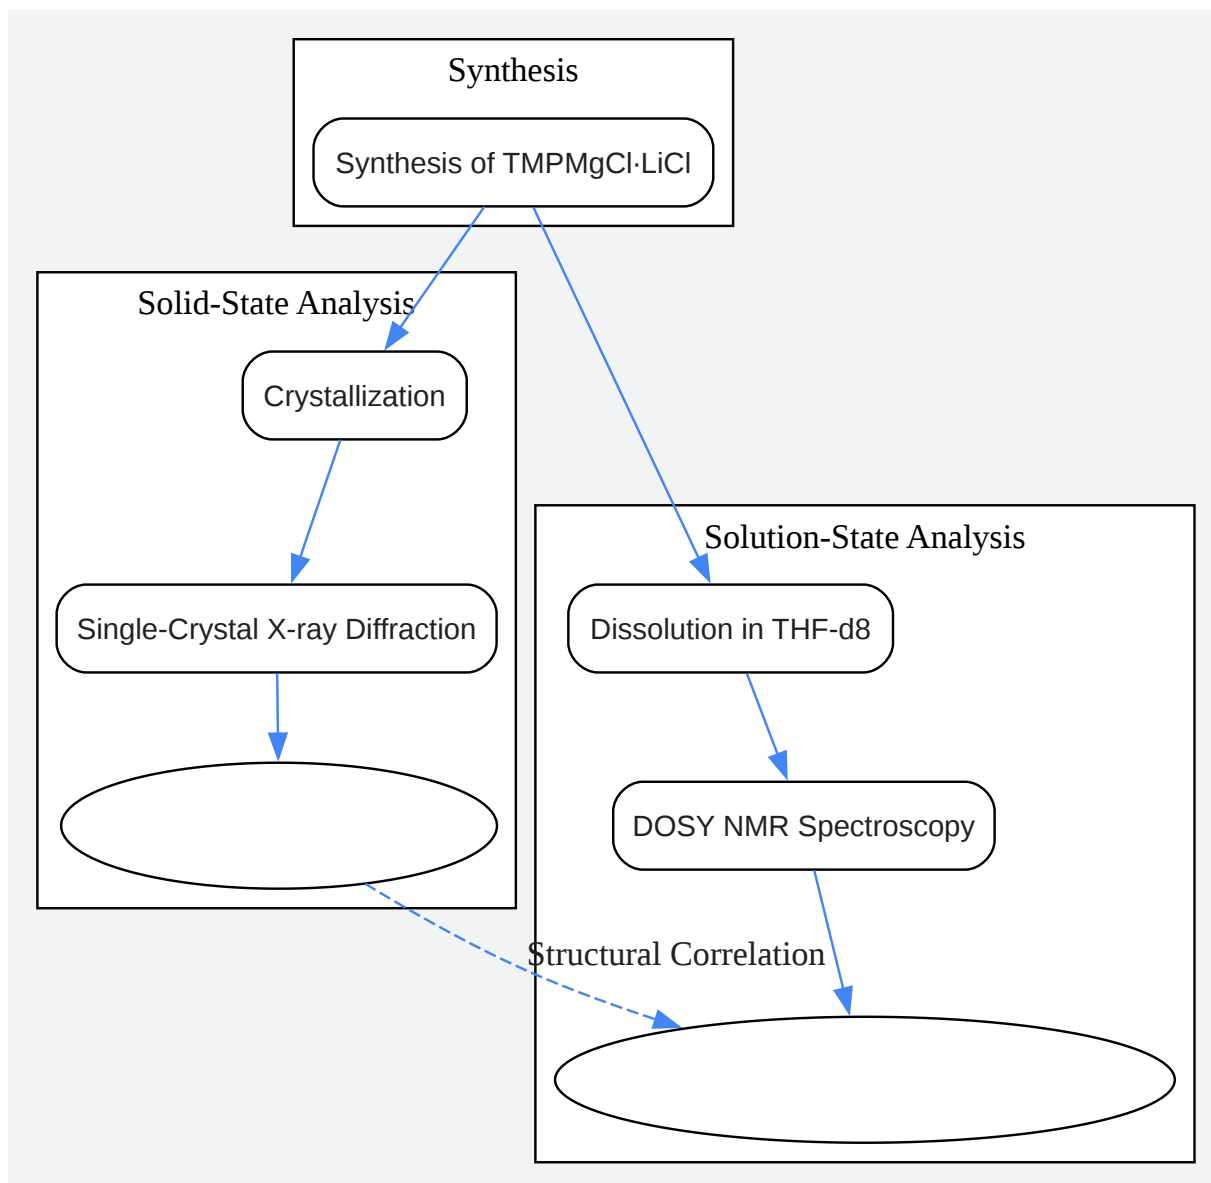 Synthesis
Synthesis of TMPMgCl·LiCl
Solid-State Analysis
Crystallization
Solution-State Analysis
Single-Crystal X-ray Diffraction
Dissolution in THF-d8
DOSY NMR Spectroscopy
Structural Correlation